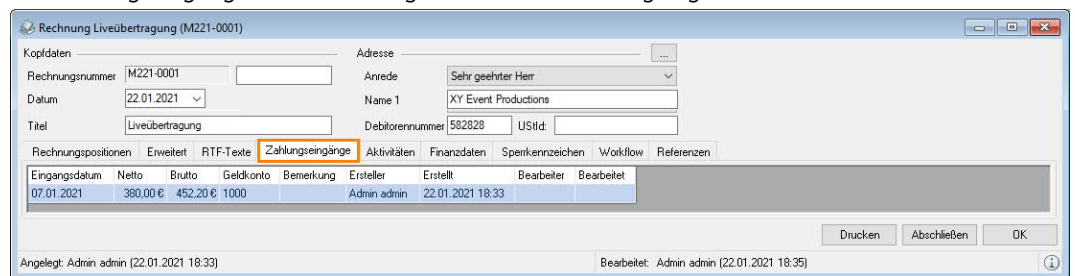 Rechnung Liveübertragung (M221-0001)
Kopfdaten
Adresse
...
Rechnungsnummer M221-0001
Anrede Sehr geehrter Herr
Datum 22.01.2021
Name 1 XY Event Productions
Titel Liveübertragung
Debitorennummer 582828 UStId:
Rechnungspositionen Erweitert RTF-Texte Zahlungseingänge Aktivitäten Finanzdaten Sperrkennzeichen Workflow Referenzen
Eingangsdatum Netto Brutto Geldkonto Bemerkung Ersteller Erstellt Bearbeiter Bearbeitet
07.01.2021 380,00 € 452,20 € 1000 Admin admin 22.01.2021 18:33
Drucken Abschließen OK
Angelegt: Admin admin (22.01.2021 18:33) Bearbeitet: Admin admin (22.01.2021 18:35)